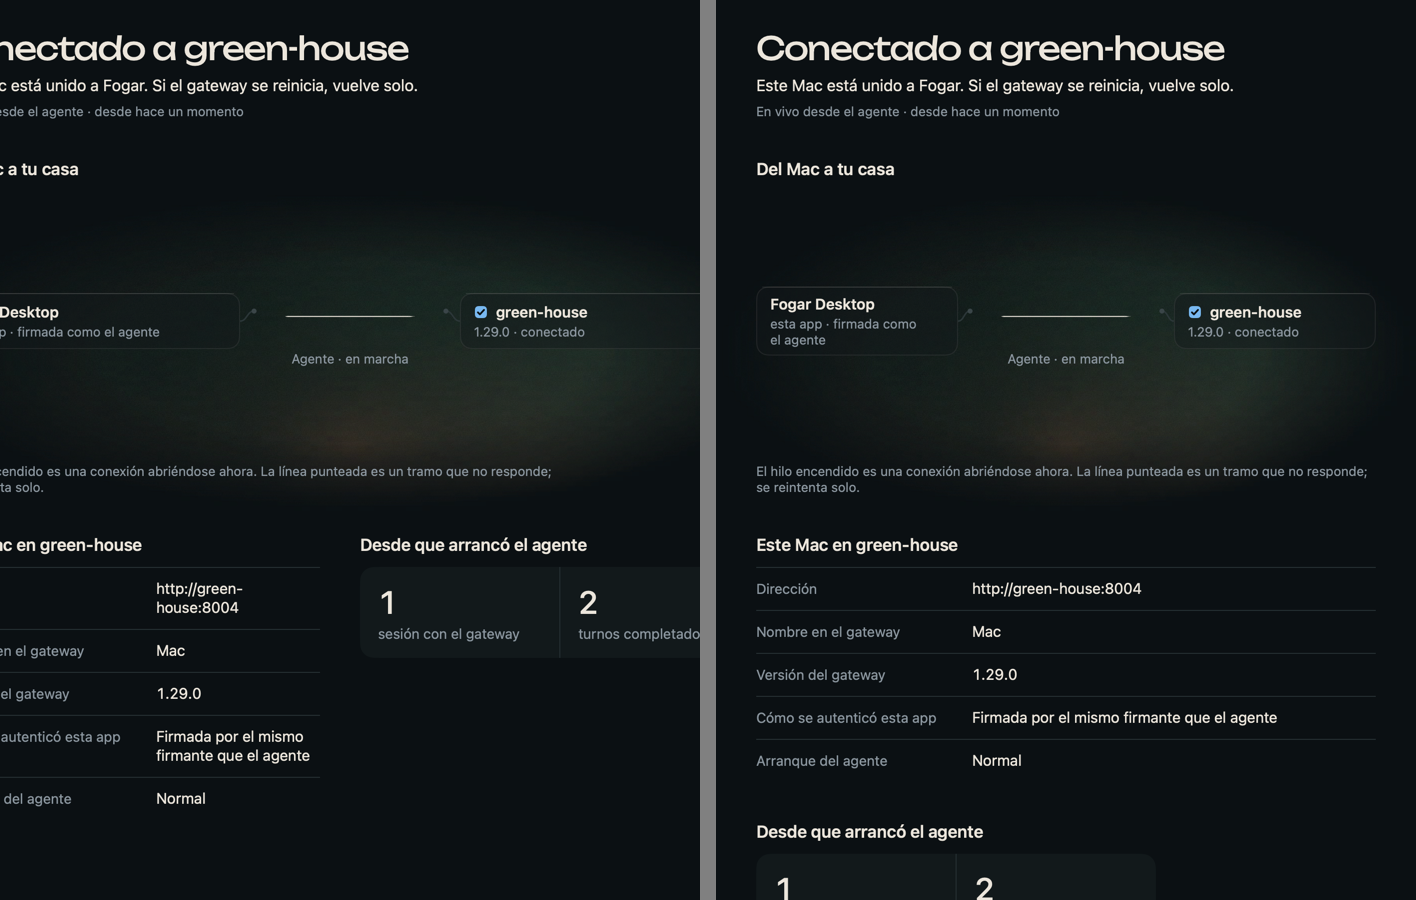 nectado a green-house
c está unido a Fogar. Si el gateway se reinicia, vuelve solo.
esde el agente · desde hace un momento
c a tu casa
Desktop
p · firmada como el agente
green-house
1.29.0 · conectado
Agente · en marcha
cendido es una conexión abriéndose ahora. La línea punteada es un tramo que no responde;
ta solo.
ac en green-house
http://green-
house:8004
en el gateway
Mac
el gateway
1.29.0
autenticó esta app
Firmada por el mismo
firmante que el agente
del agente
Normal
Desde que arrancó el agente
1
sesión con el gateway
2
turnos completado
Conectado a green-house
Este Mac está unido a Fogar. Si el gateway se reinicia, vuelve solo.
En vivo desde el agente · desde hace un momento
Del Mac a tu casa
Fogar Desktop
esta app · firmada como
el agente
green-house
1.29.0 · conectado
Agente · en marcha
El hilo encendido es una conexión abriéndose ahora. La línea punteada es un tramo que no responde;
se reintenta solo.
Este Mac en green-house
Dirección
http://green-house:8004
Nombre en el gateway
Mac
Versión del gateway
1.29.0
Cómo se autenticó esta app
Firmada por el mismo firmante que el agente
Arranque del agente
Normal
Desde que arrancó el agente
1
2